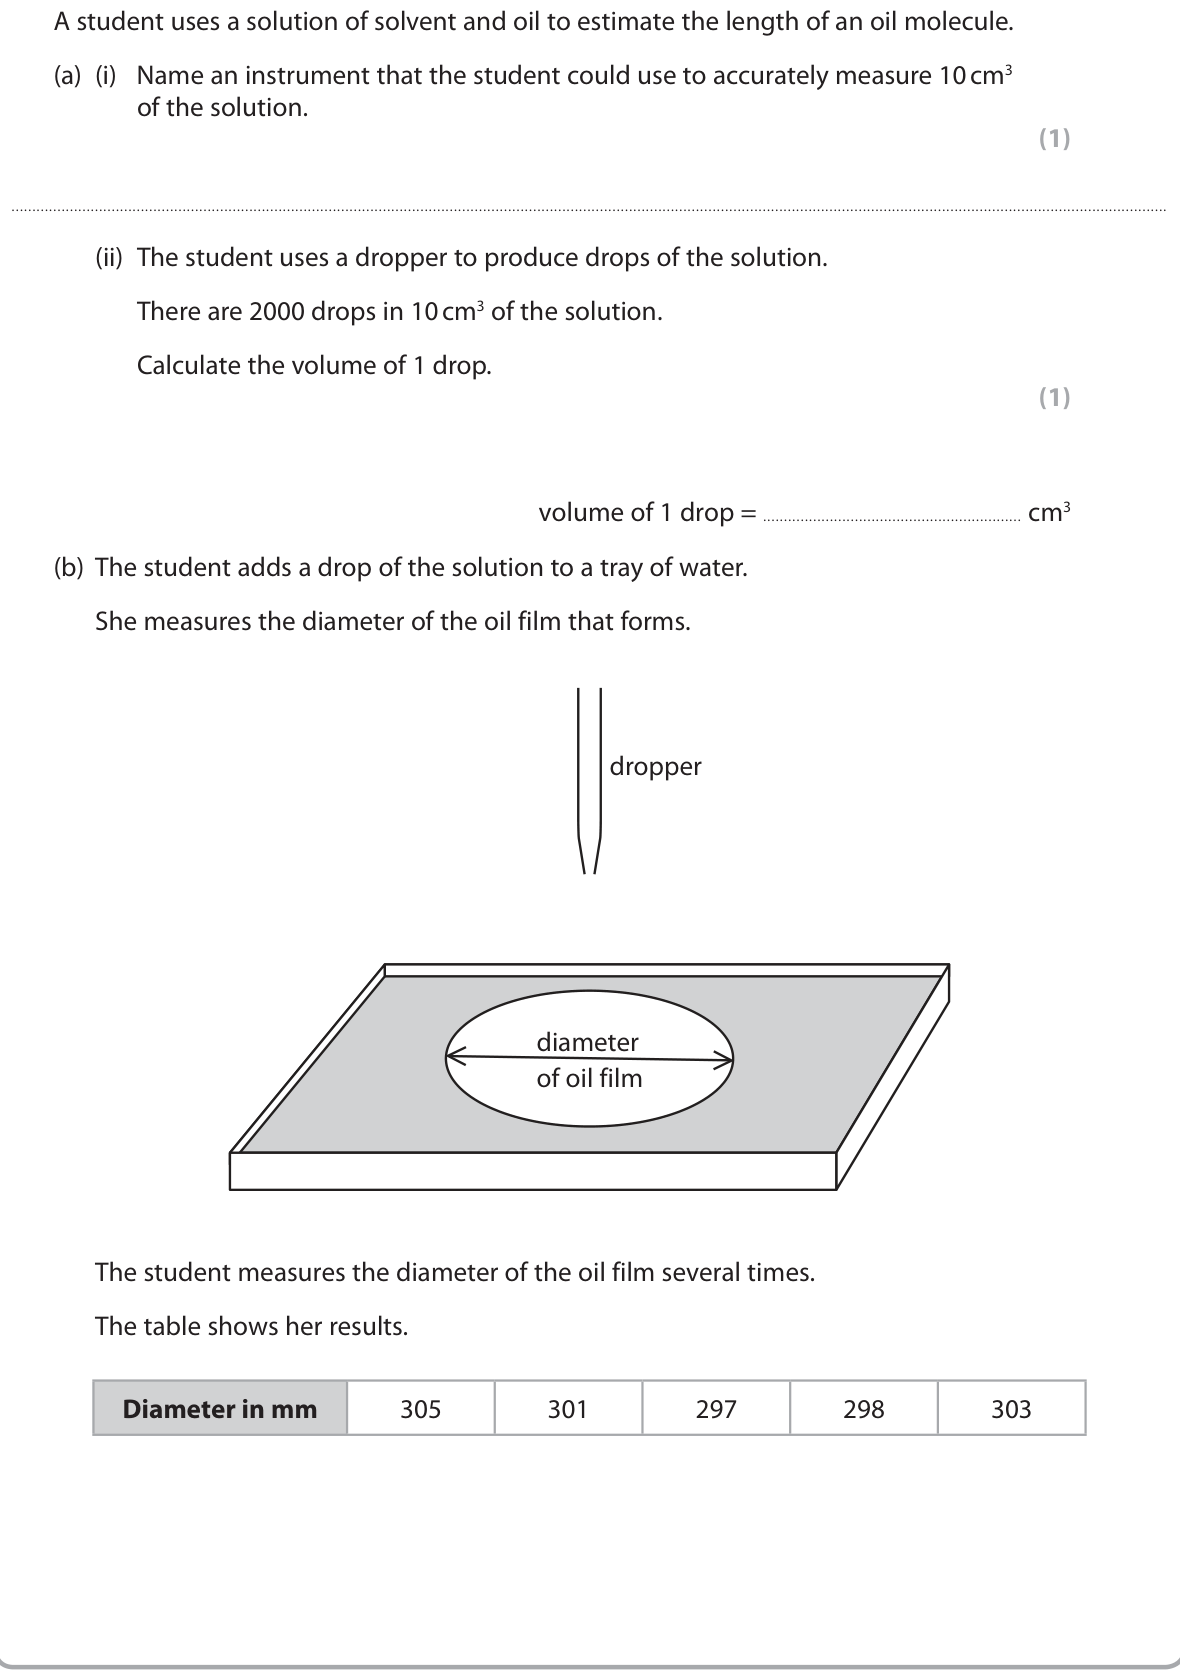 A student uses a solution of solvent and oil to estimate the length of an oil molecule.
(a) (i) Name an instrument that the student could use to accurately measure 10 cm³
of the solution.
(1)
(ii) The student uses a dropper to produce drops of the solution.
There are 2000 drops in 10 cm³ of the solution.
Calculate the volume of 1 drop.
(1)
volume of 1 drop = ............................................................ cm³
(b) The student adds a drop of the solution to a tray of water.
She measures the diameter of the oil film that forms.
dropper
diameter
of oil film
The student measures the diameter of the oil film several times.
The table shows her results.
Diameter in mm 305 301 297 298 303